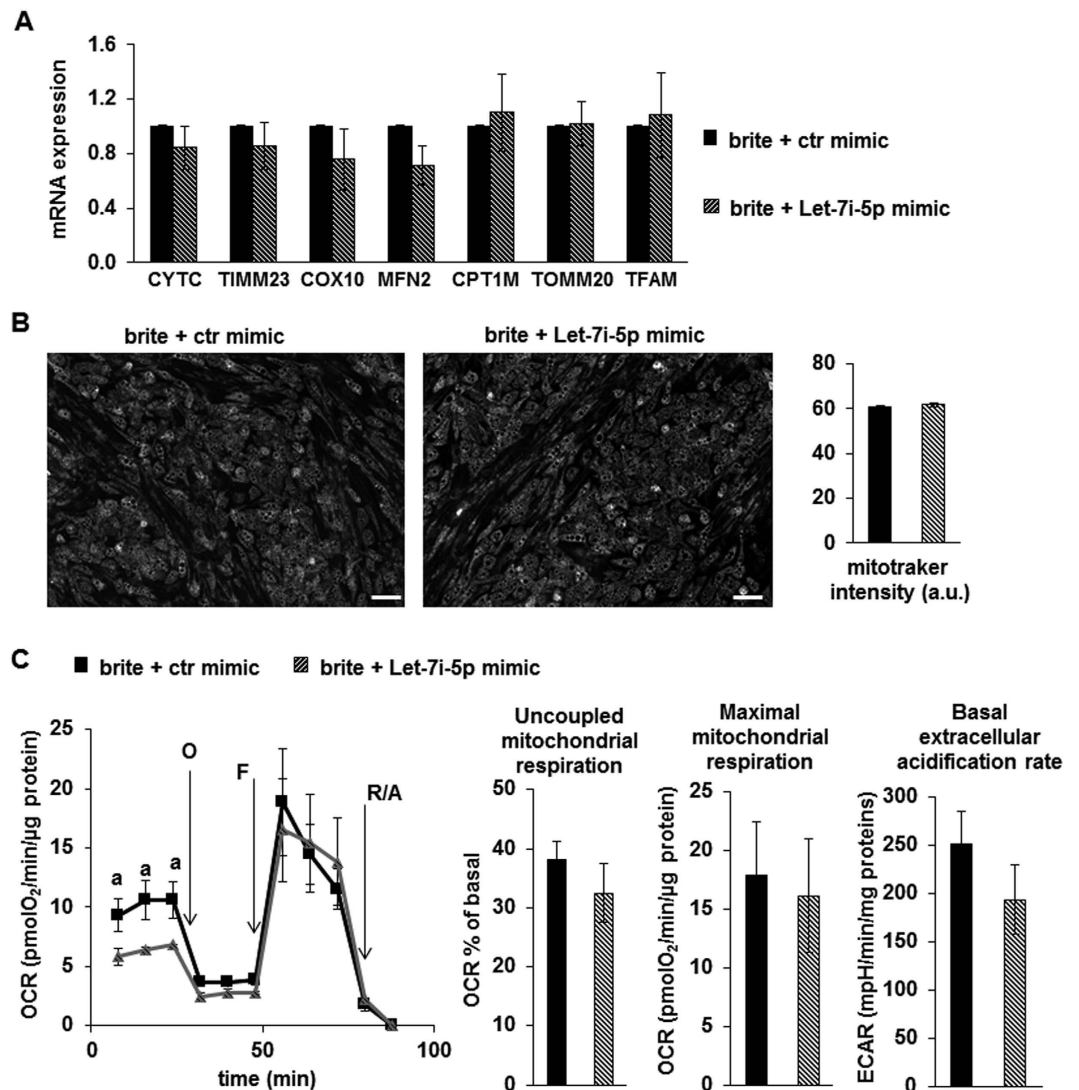 A
mRNA expression
1.6
1.2
0.8
0.4
0.0
CYTC TIMM23 COX10 MFN2 CPT1M TOMM20 TFAM
brite + ctr mimic
brite + Let-7i-5p mimic
B
brite + ctr mimic
brite + Let-7i-5p mimic
80
60
40
20
0
mitotraker
intensity (a.u.)
C
brite + ctr mimic brite + Let-7i-5p mimic
OCR (pmolO₂/min/µg protein)
25
20
15
10
5
0
a a a
O
F
R/A
0 50 100
time (min)
Uncoupled
mitochondrial
respiration
OCR % of basal
50
40
30
20
10
0
Maximal
mitochondrial
respiration
OCR (pmolO₂/min/µg protein)
25
20
15
10
5
0
Basal
extracellular
acidification rate
ECAR (mpH/min/mg proteins)
300
250
200
150
100
50
0